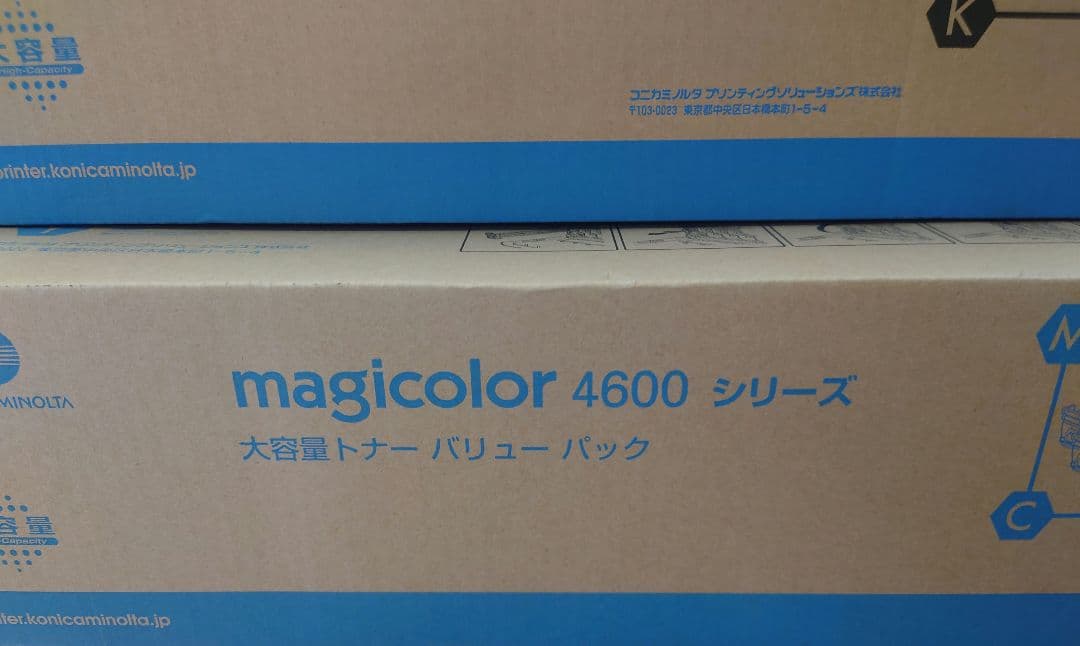 大容量
High-Capacity
K
コニカミノルタ プリンティングソリューションズ株式会社
〒103-0023 東京都中央区日本橋本町1-5-4
printer.konicaminolta.jp
M
MINOLTA
magicolor 4600 シリーズ
大容量トナー バリュー パック
C
容量
Capacity
.konicaminolta.jp